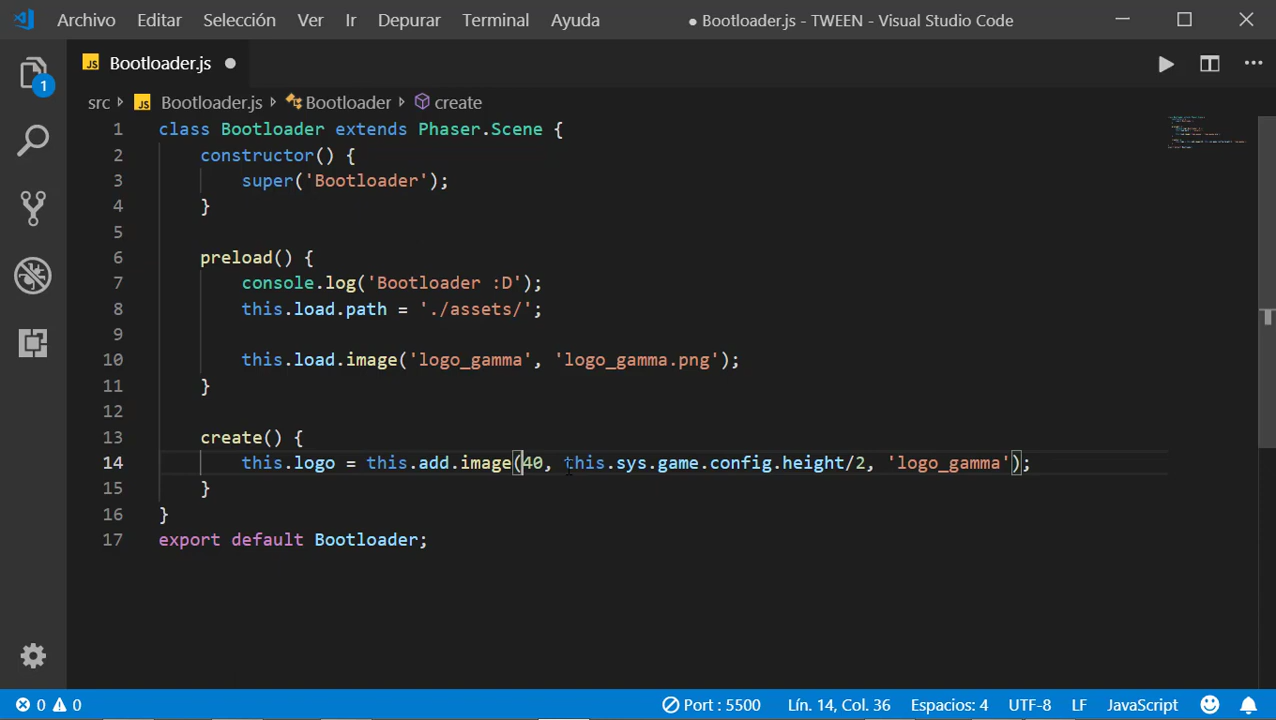 Archivo Editar Selección Ver Ir Depurar Terminal Ayuda ● Bootloader.js - TWEEN - Visual Studio Code
JS Bootloader.js
1
src JS Bootloader.js Bootloader create
1 class Bootloader extends Phaser.Scene {
2 constructor() {
3 super('Bootloader');
4 }
5
6 preload() {
7 console.log('Bootloader :D');
8 this.load.path = './assets/';
9
10 this.load.image('logo_gamma', 'logo_gamma.png');
11 }
12
13 create() {
14 this.logo = this.add.image(40, this.sys.game.config.height/2, 'logo_gamma');
15 }
16 }
17 export default Bootloader;
0 0 Port : 5500 Lín. 14, Col. 36 Espacios: 4 UTF-8 LF JavaScript